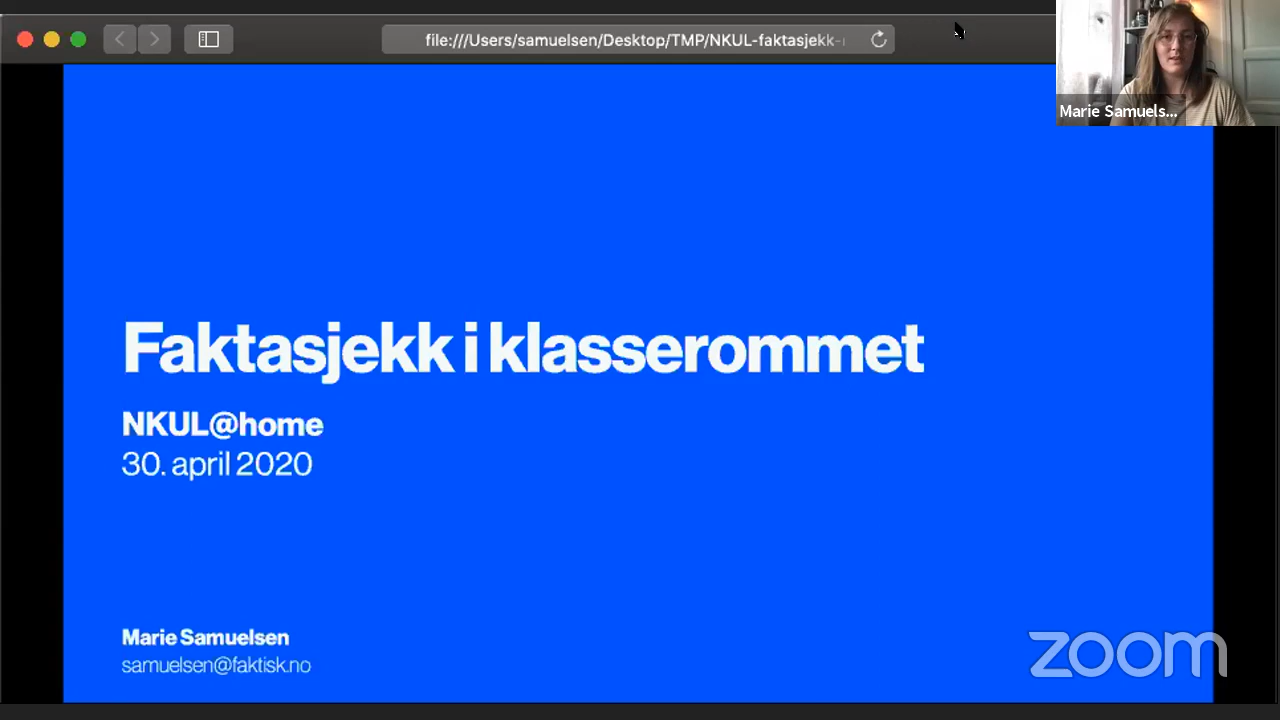 file:///Users/samuelsen/Desktop/TMP/NKUL-faktasjekk-
Marie Samuels...
Faktasjekk i klasserommet
NKUL@home
30. april 2020
Marie Samuelsen
samuelsen@faktisk.no
zoom